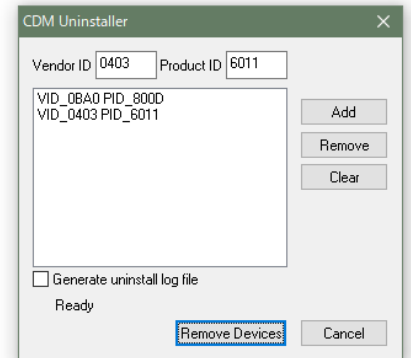 CDM Uninstaller
Vendor ID 0403 Product ID 6011
VID_0BA0 PID_800D
VID_0403 PID_6011
Add
Remove
Clear
Generate uninstall log file
Ready
Remove Devices Cancel